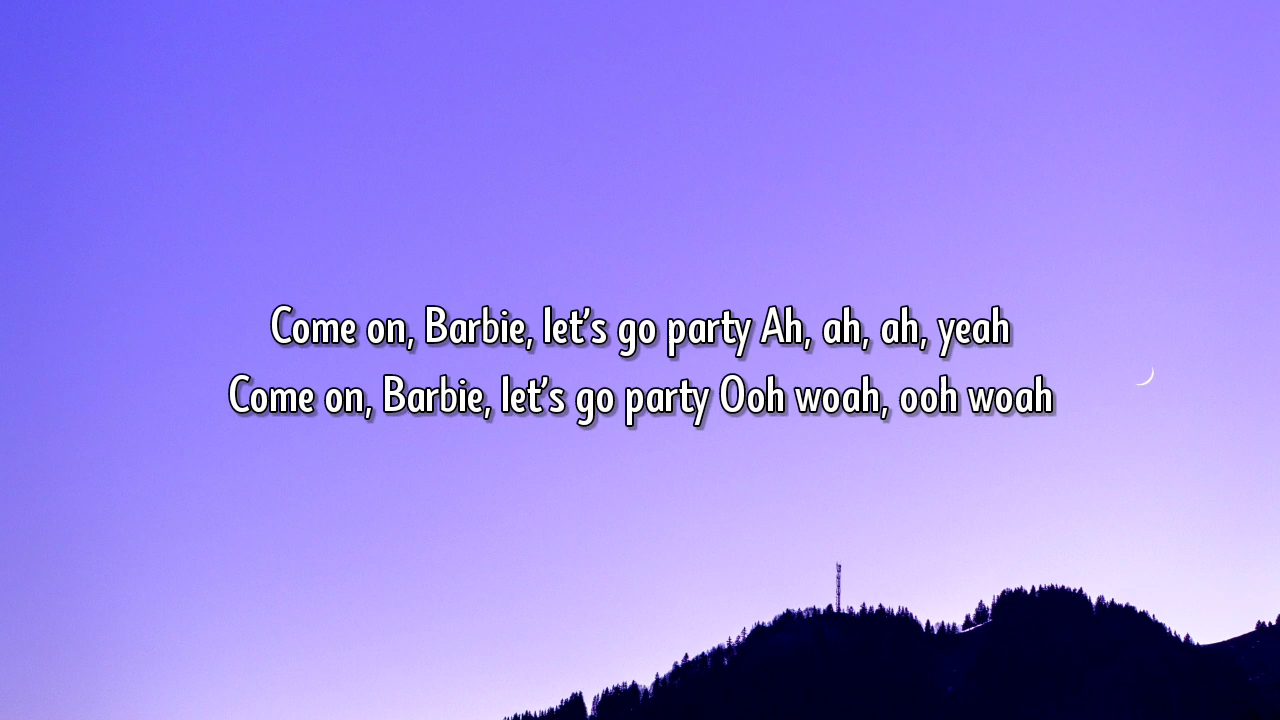 Come on, Barbie, let's go party Ah, ah, ah, yeah
Come on, Barbie, let's go party Ooh woah, ooh woah